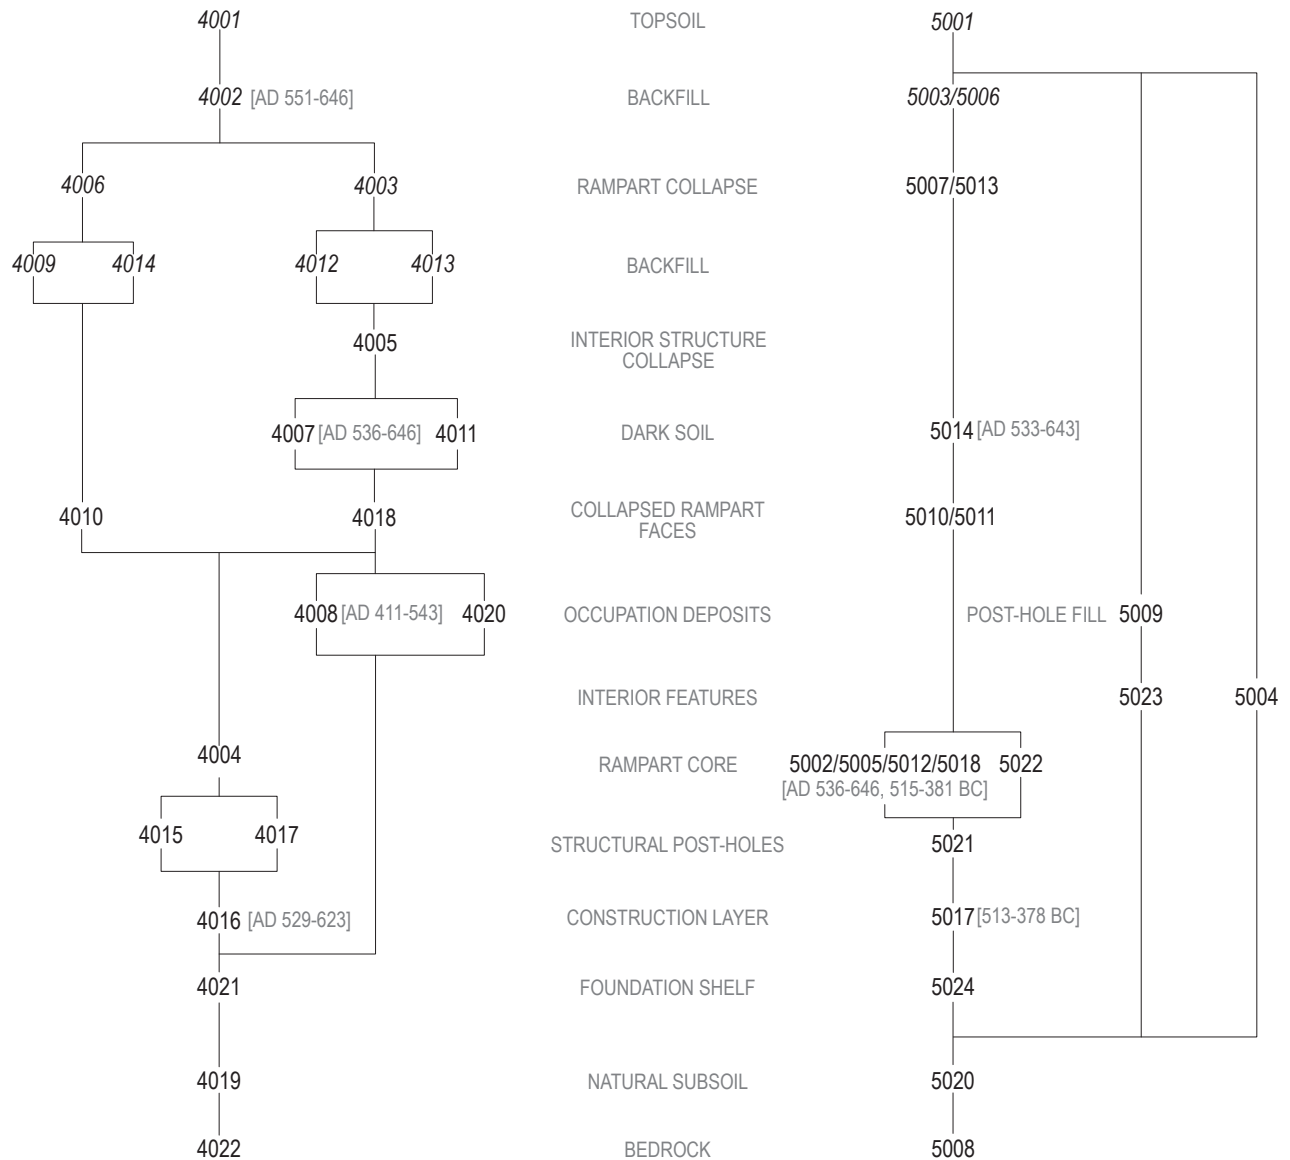 4001 TOPSOIL 5001
4002 [AD 551-646] BACKFILL 5003/5006
4006 4003 RAMPART COLLAPSE 5007/5013
4009 4014 4012 4013 BACKFILL
4005 INTERIOR STRUCTURE
COLLAPSE
4007 [AD 536-646] 4011 DARK SOIL 5014 [AD 533-643]
4010 4018 COLLAPSED RAMPART 5010/5011
FACES
4008 [AD 411-543] 4020 OCCUPATION DEPOSITS POST-HOLE FILL 5009
INTERIOR FEATURES 5023 5004
4004 RAMPART CORE 5002/5005/5012/5018 5022
[AD 536-646, 515-381 BC]
4015 4017 STRUCTURAL POST-HOLES 5021
4016 [AD 529-623] CONSTRUCTION LAYER 5017 [513-378 BC]
4021 FOUNDATION SHELF 5024
4019 NATURAL SUBSOIL 5020
4022 BEDROCK 5008